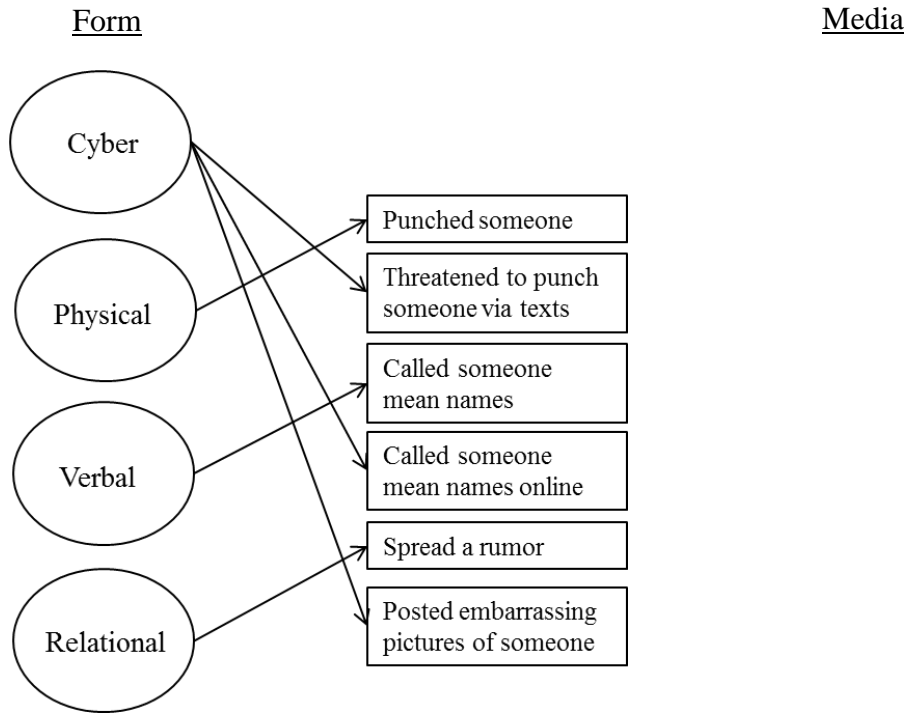 Form
Media
Cyber
Physical
Verbal
Relational
Punched someone
Threatened to punch
someone via texts
Called someone
mean names
Called someone
mean names online
Spread a rumor
Posted embarrassing
pictures of someone